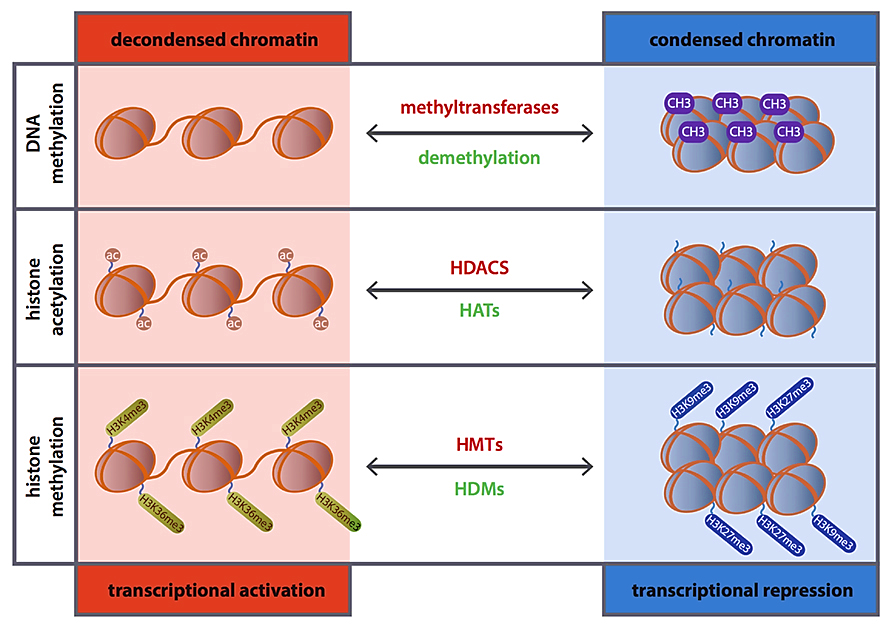 decondensed chromatin
condensed chromatin
DNA
methylation
methyltransferases
demethylation
CH3
CH3
CH3
CH3
CH3
CH3
histone
acetylation
ac
ac
ac
ac
ac
ac
HDACS
HATs
histone
methylation
H3K4me3
H3K4me3
H3K4me3
H3K36me3
H3K36me3
H3K36me3
HMTs
HDMs
H3K9me3
H3K9me3
H3K27me3
H3K27me3
H3K27me3
H3K9me3
transcriptional activation
transcriptional repression